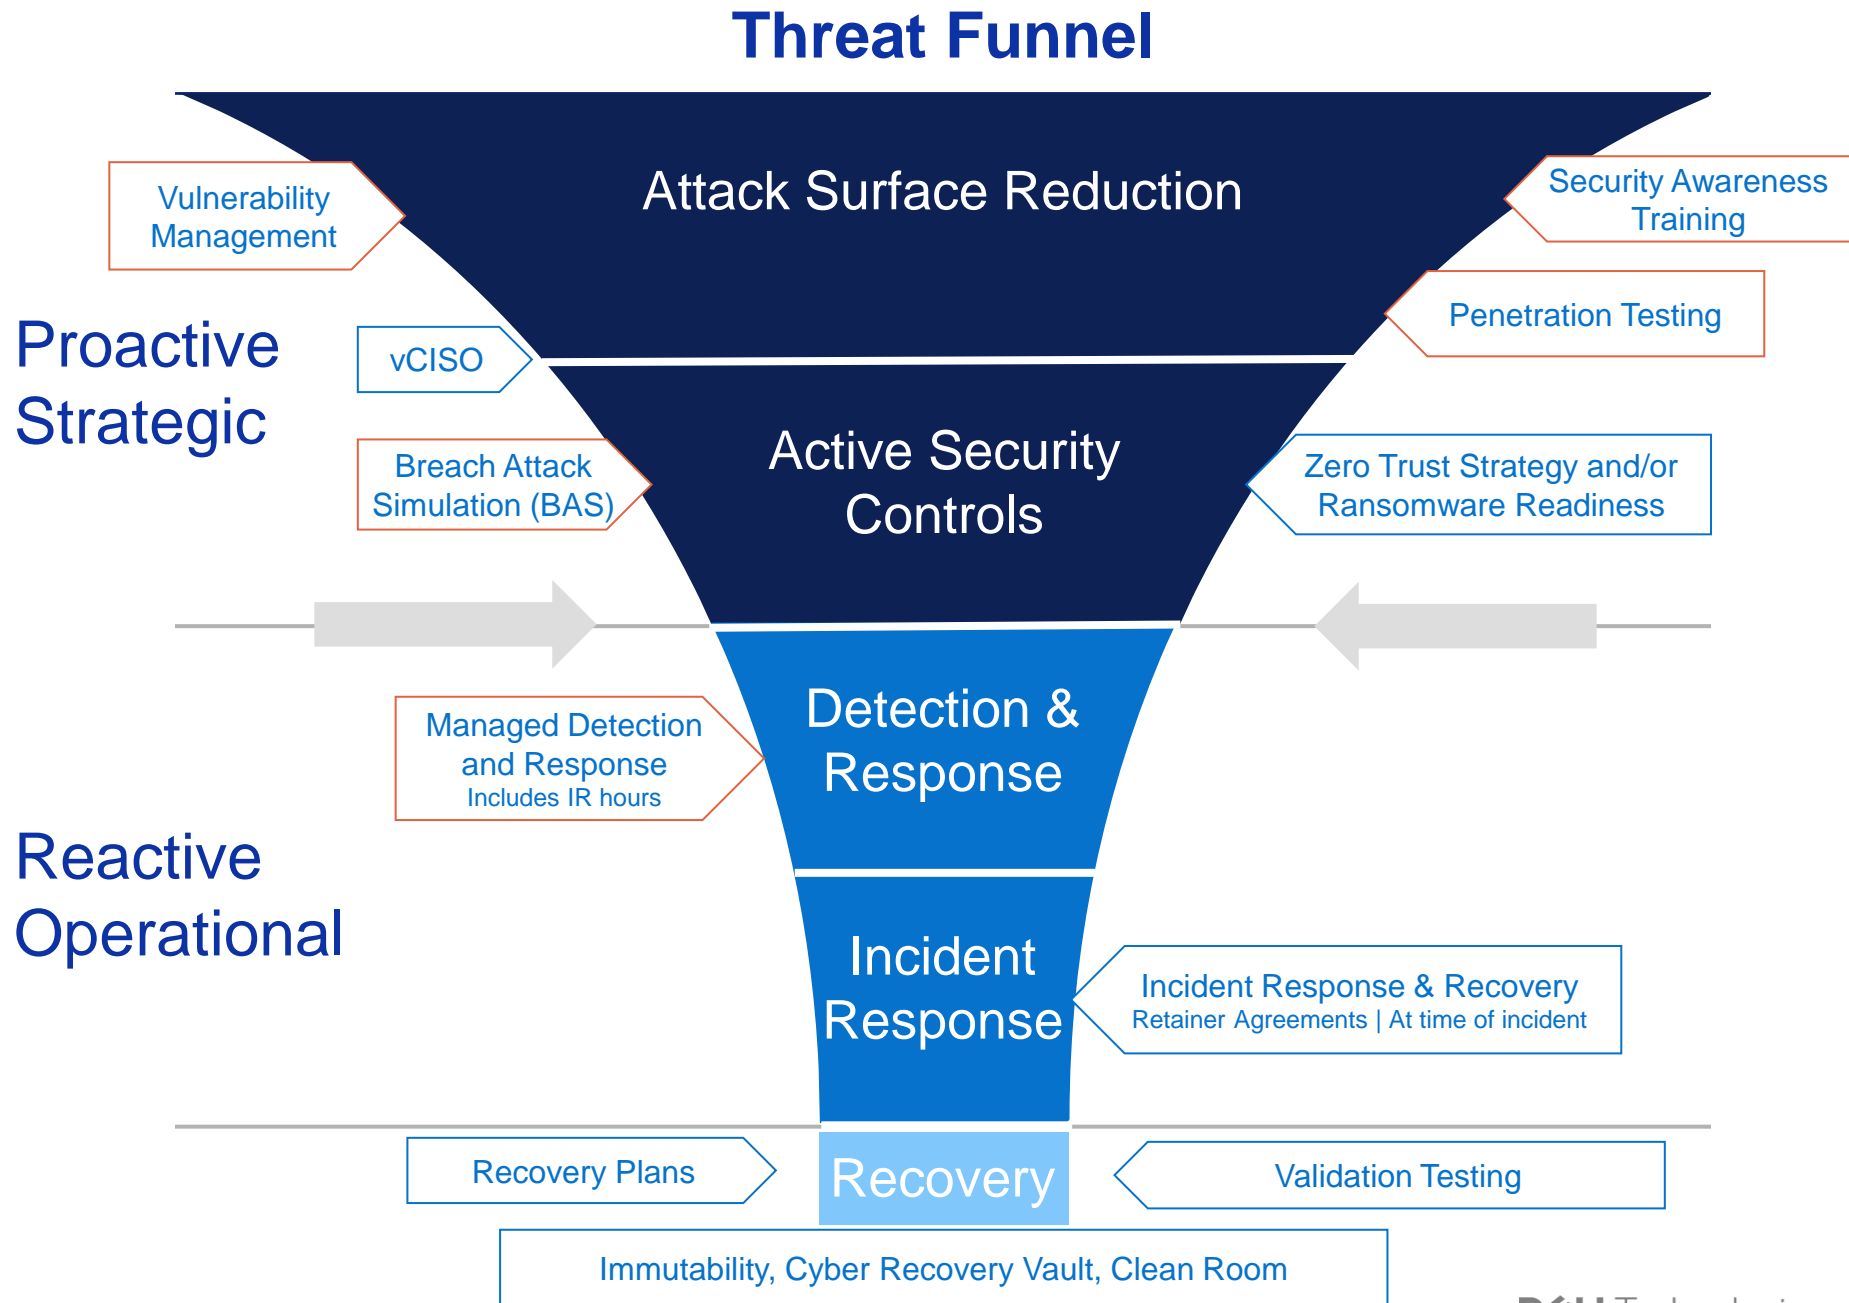 Threat Funnel
Attack Surface Reduction
Vulnerability
Management
Security Awareness
Training
Penetration Testing
Proactive
Strategic
vCISO
Active Security
Controls
Breach Attack
Simulation (BAS)
Zero Trust Strategy and/or
Ransomware Readiness
Detection &
Response
Managed Detection
and Response
Includes IR hours
Reactive
Operational
Incident
Response
Incident Response & Recovery
Retainer Agreements | At time of incident
Recovery Plans
Recovery
Validation Testing
Immutability, Cyber Recovery Vault, Clean Room